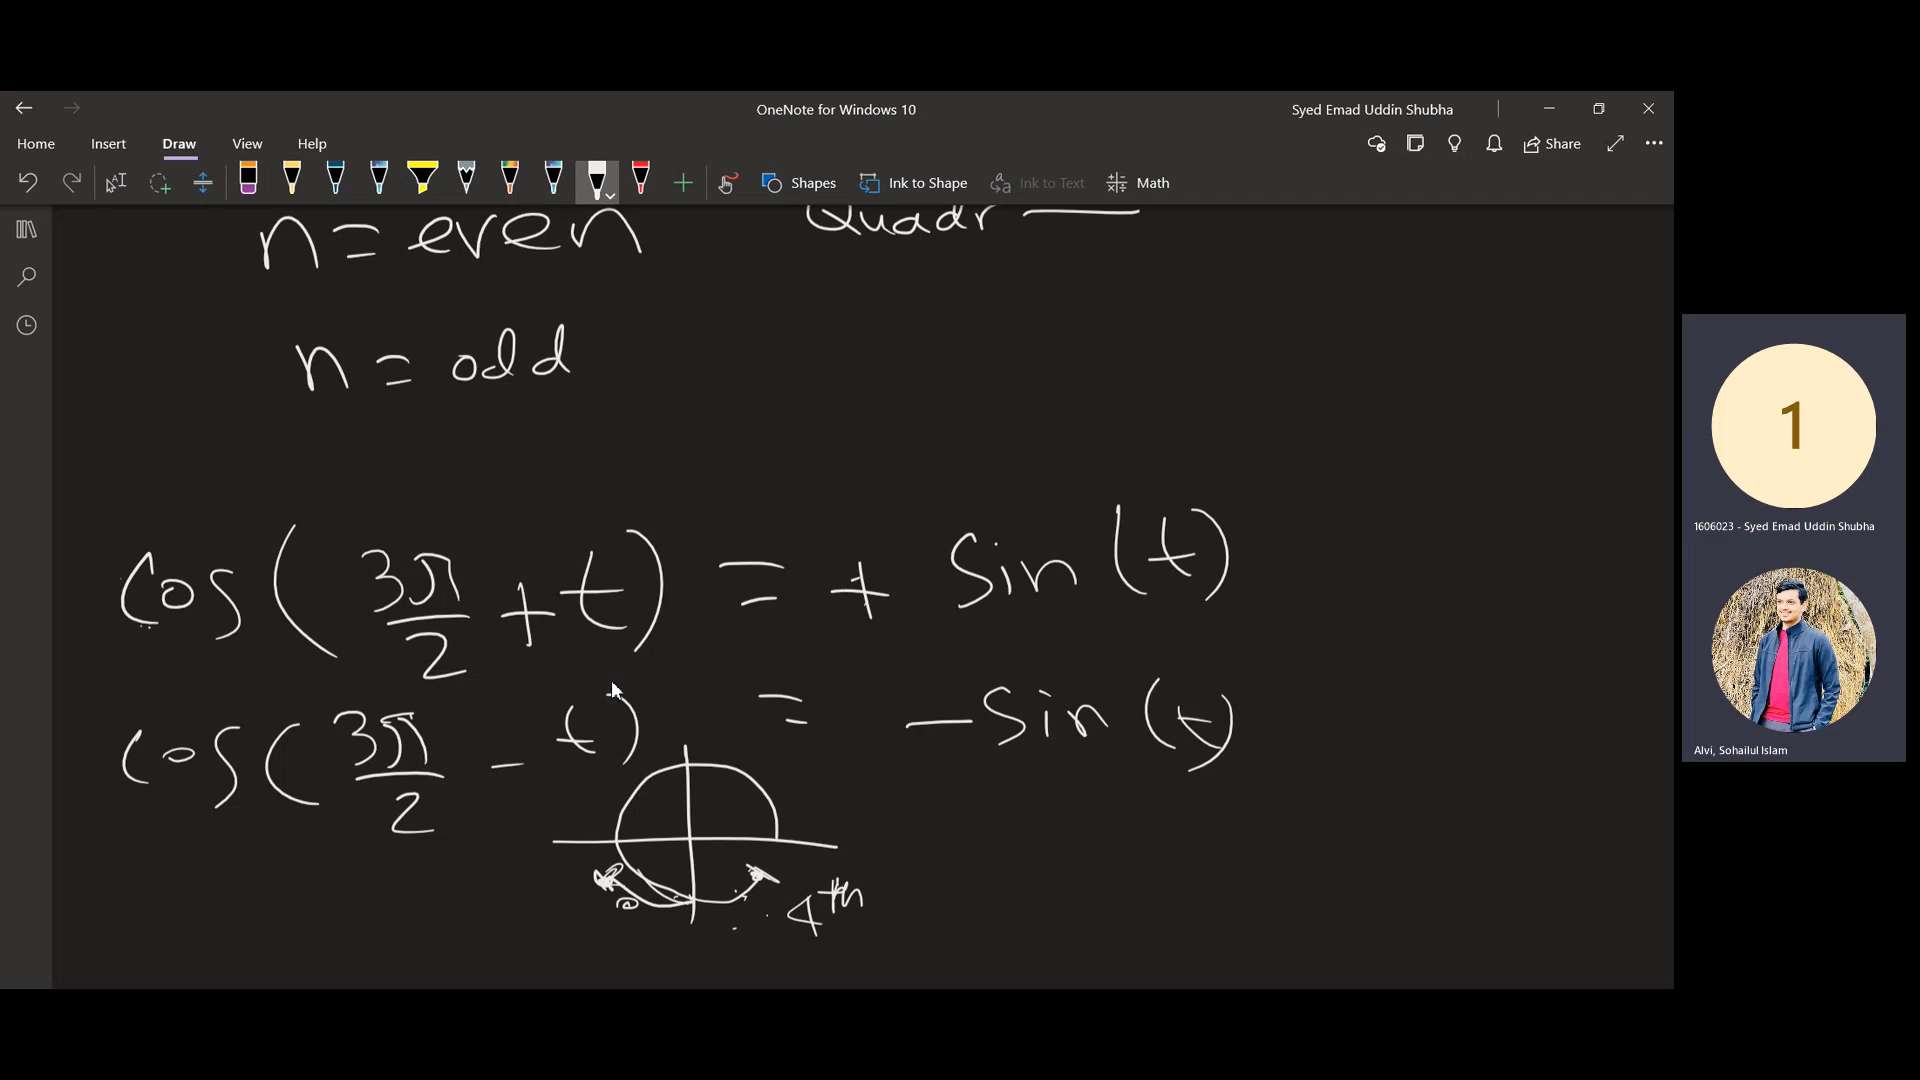 OneNote for Windows 10
Syed Emad Uddin Shubha
Home Insert Draw View Help
Share
Shapes Ink to Shape Ink to Text Math
n = even
Quadr
n = odd
Cos(3π/2 + t) = + Sin(t)
Cos(3π/2 - t) = - Sin(t)
4th
1
1606023 - Syed Emad Uddin Shubha
Alvi, Sohailul Islam